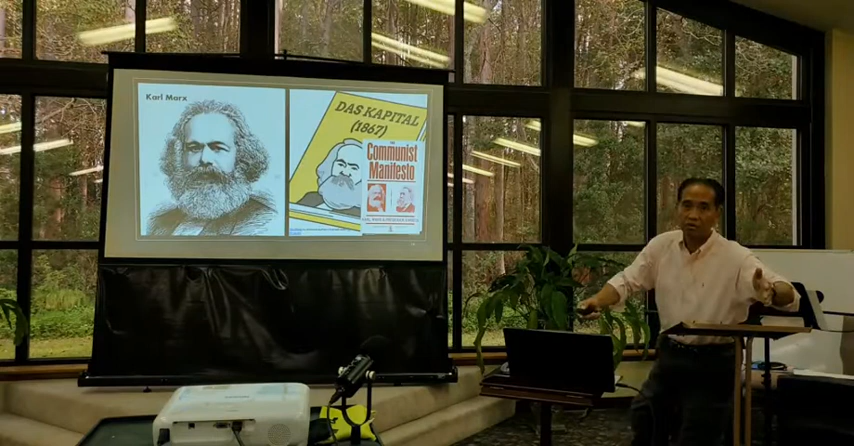 Karl Marx
DAS KAPITAL
(1867)
Communist
Manifesto